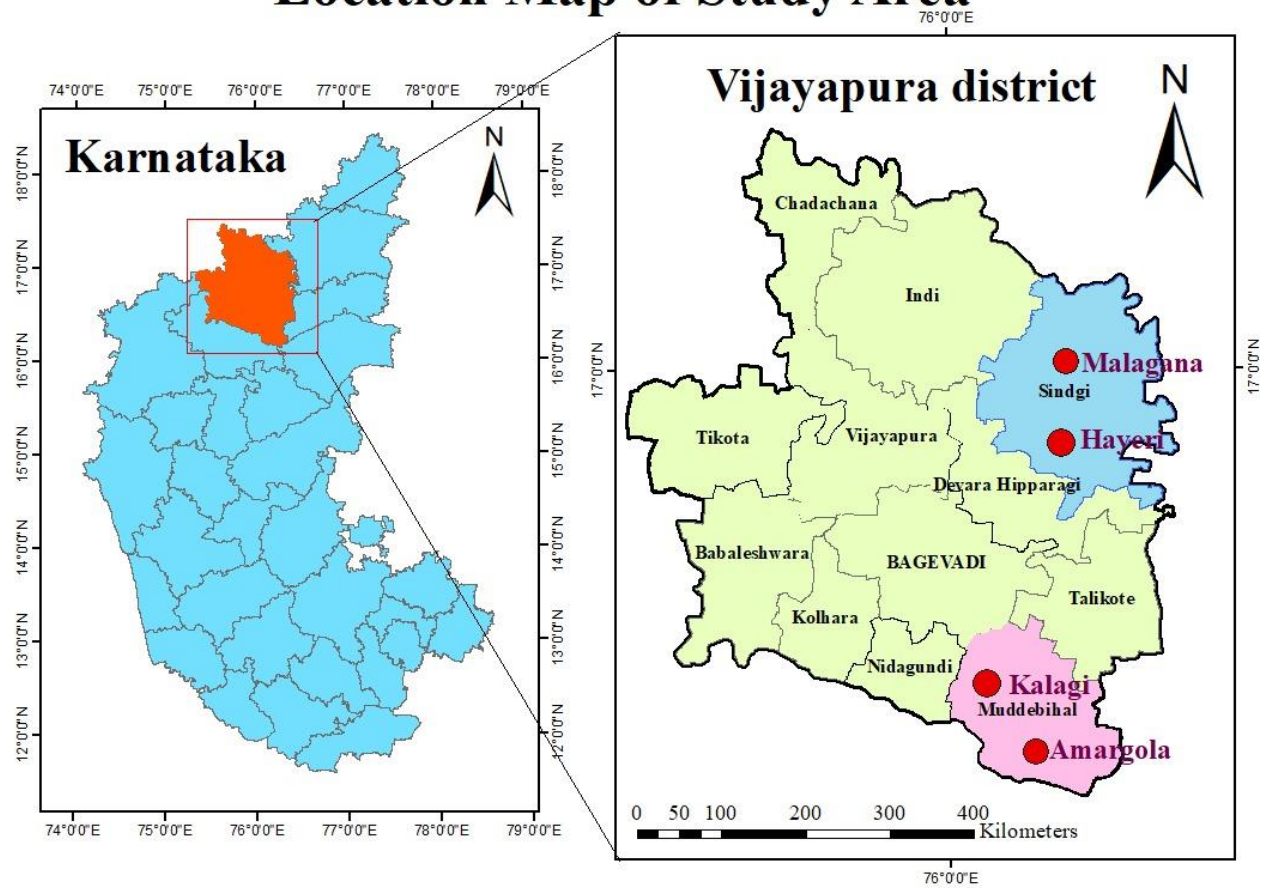 Location Map of Study Area
76°0'0"E
74°0'0"E 75°0'0"E 76°0'0"E 77°0'0"E 78°0'0"E 79°0'0"E
Karnataka
N
18°0'0"N
17°0'0"N
16°0'0"N
15°0'0"N
14°0'0"N
13°0'0"N
12°0'0"N
18°0'0"N
17°0'0"N
16°0'0"N
15°0'0"N
14°0'0"N
13°0'0"N
12°0'0"N
74°0'0"E 75°0'0"E 76°0'0"E 77°0'0"E 78°0'0"E 79°0'0"E
Vijayapura district
N
Chadachana
Indi
17°0'0"N
17°0'0"N
Malagana
Sindgi
Tikota
Vijayapura
Hayeri
Devara Hipparagi
Babaleshwara
BAGEVADI
Talikote
Kolhara
Nidagundi
Kalagi
Muddebihal
Amargola
0 50 100 200 300 400
Kilometers
76°0'0"E